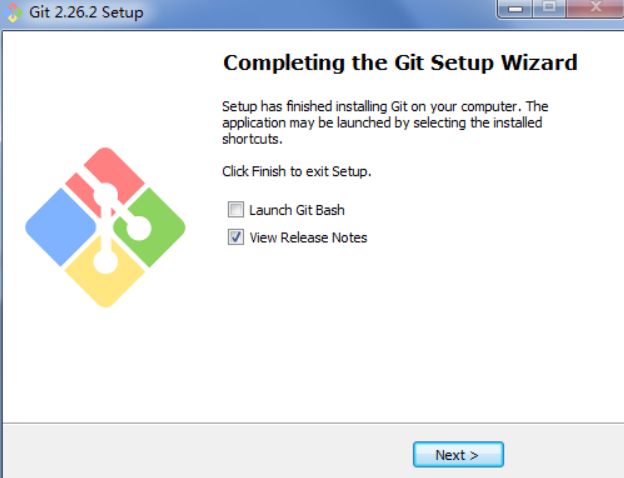 Git 2.26.2 Setup
Completing the Git Setup Wizard
Setup has finished installing Git on your computer. The
application may be launched by selecting the installed
shortcuts.
Click Finish to exit Setup.
Launch Git Bash
View Release Notes
Next >